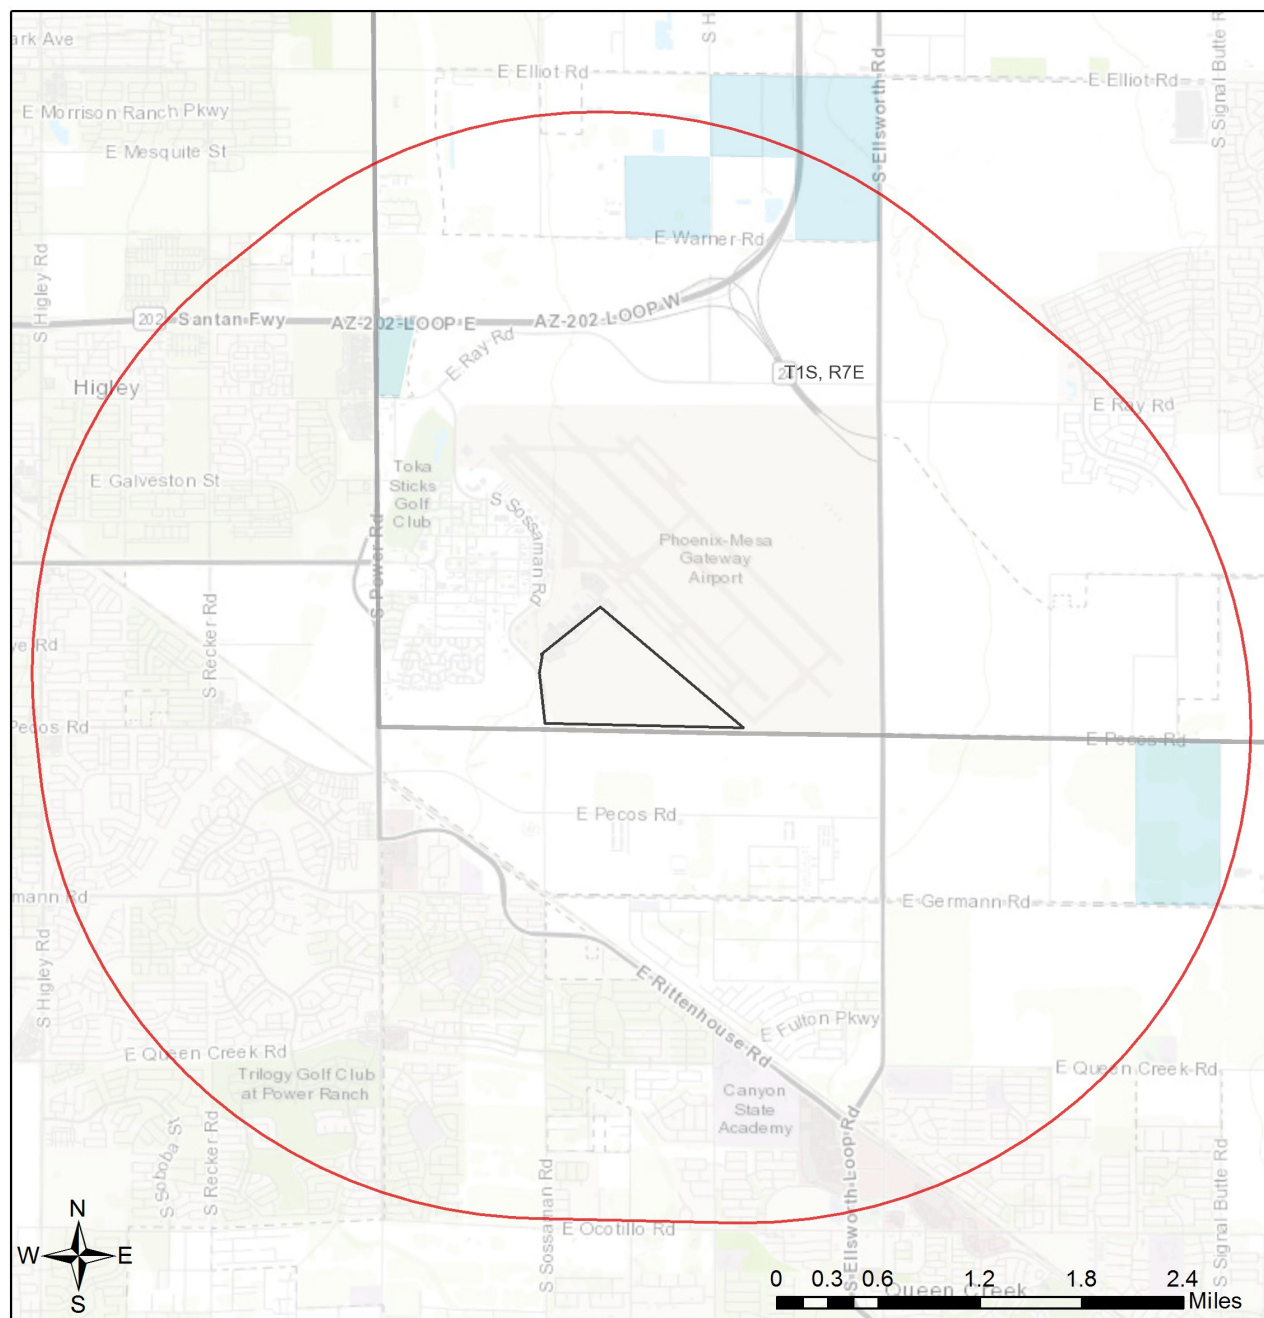 ark Ave
S H
E Elliot Rd
E Elliot Rd
S Signal Butte R
E Morrison Ranch Pkwy
E Mesquite St
S Ellsworth Rd
E Warner Rd
S Higley Rd
202
Santan Fwy
AZ-202-LOOP E
AZ-202-LOOP W
E Ray Rd
T1S, R7E
Higley
E Ray Rd
E Galveston St
Toka
Sticks
Golf
Club
S Sossaman Rd
S Power Rd
Phoenix-Mesa
Gateway
Airport
S Recker Rd
ve Rd
Pecos Rd
E Pecos Rd
E Pecos Rd
mann Rd
E Germann Rd
S Higley Rd
E Rittenhouse Rd
E Fulton Pkwy
E Queen Creek Rd
E Queen Creek Rd
Trilogy Golf Club
at Power Ranch
Canyon
State
Academy
S Soboba St
S Recker Rd
S Sossaman Rd
S Ellsworth Loop Rd
S Signal Butte Rd
E Ocotillo Rd
Queen Creek
N
W
E
S
0 0.3 0.6 1.2 1.8 2.4
Miles